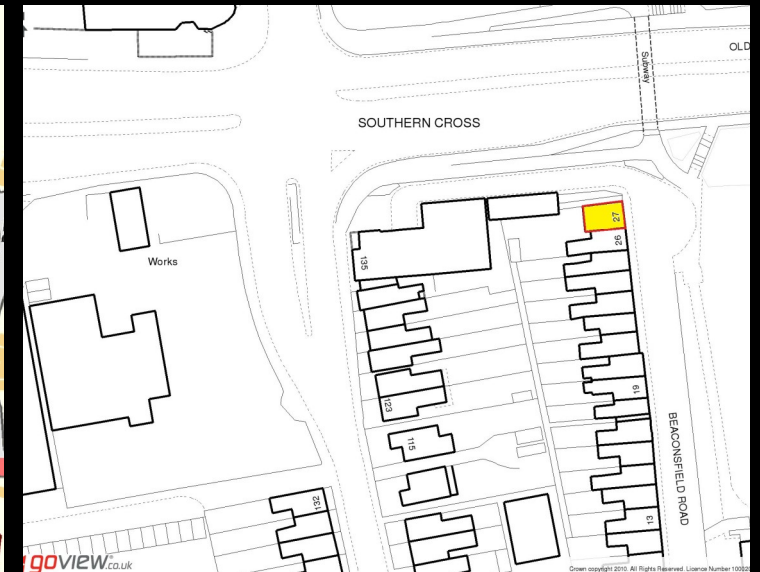 OLD
Subway
SOUTHERN CROSS
27
26
Works
135
19
123
115
BEACONSFIELD ROAD
132
13
goview.co.uk
Crown copyright 2010. All Rights Reserved. Licence Number 10002